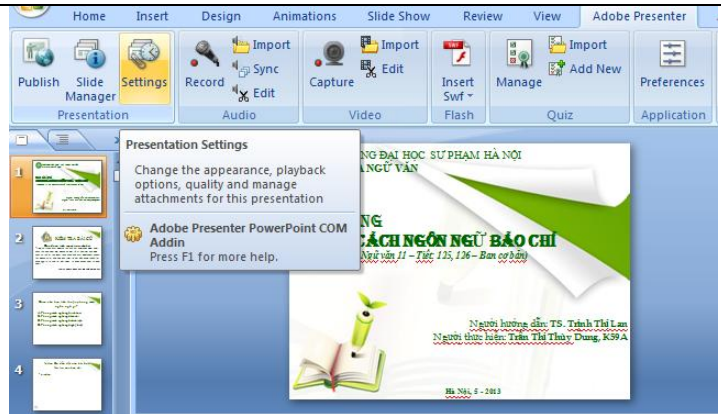 Home Insert Design Animations Slide Show Review View Adobe Presenter
Publish
Slide Manager
Settings
Presentation
Record
Import
Sync
Edit
Audio
Capture
Import
Edit
Video
Insert Swf
Flash
Manage
Import
Add New
Quiz
Preferences
Application
Presentation Settings
Change the appearance, playback
options, quality and manage
attachments for this presentation
Adobe Presenter PowerPoint COM
Addin
Press F1 for more help.
1
2
3
4
NG ĐẠI HỌC SƯ PHẠM HÀ NỘI
NGỮ VĂN
NG
CÁCH NGÔN NGỮ BÁO CHÍ
Ngữ văn 11 – Tiết 125, 126 – Ban cơ bản)
Người hướng dẫn: TS. Trịnh Thị Lan
Người thực hiện: Trần Thị Thùy Dung, K59A
Hà Nội, 5 - 2013